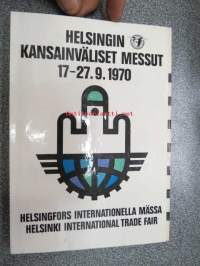 HELSINGIN
KANSAINVÄLISET MESSUT
17-27.9.1970
HELSINGFORS INTERNATIONELLA MÄSSA
HELSINKI INTERNATIONAL TRADE FAIR